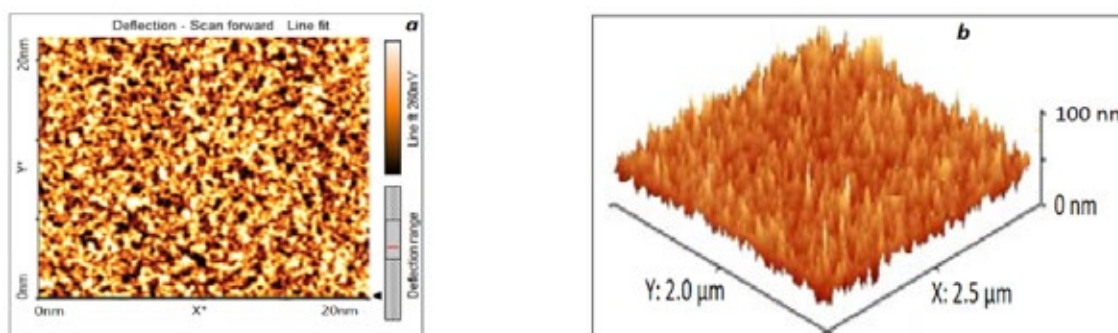 Deflection - Scan forward Line fit
a
20nm
Line fit 260mV
Y*
Deflection range
0nm
0nm
X*
20nm
b
100 nm
0 nm
Y: 2.0 µm
X: 2.5 µm